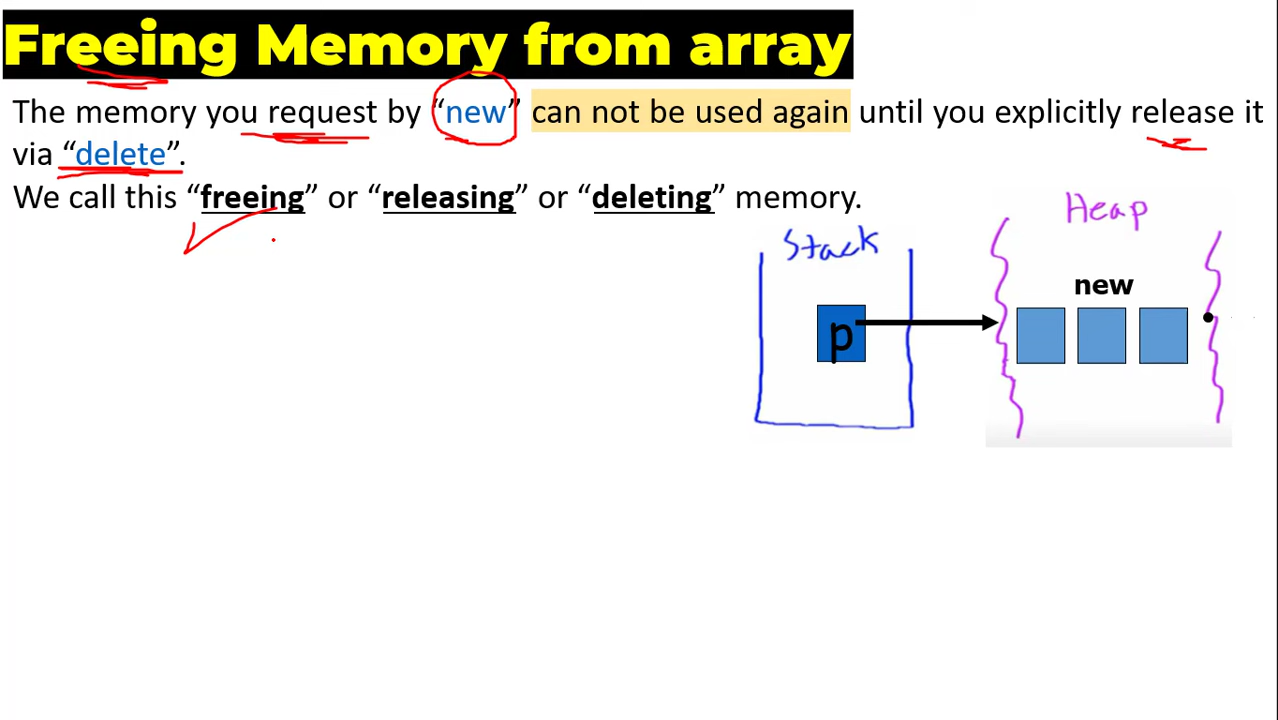 Freeing Memory from array
The memory you request by “new” can not be used again until you explicitly release it
via “delete”.
We call this “freeing” or “releasing” or “deleting” memory.
Heap
Stack
new
p